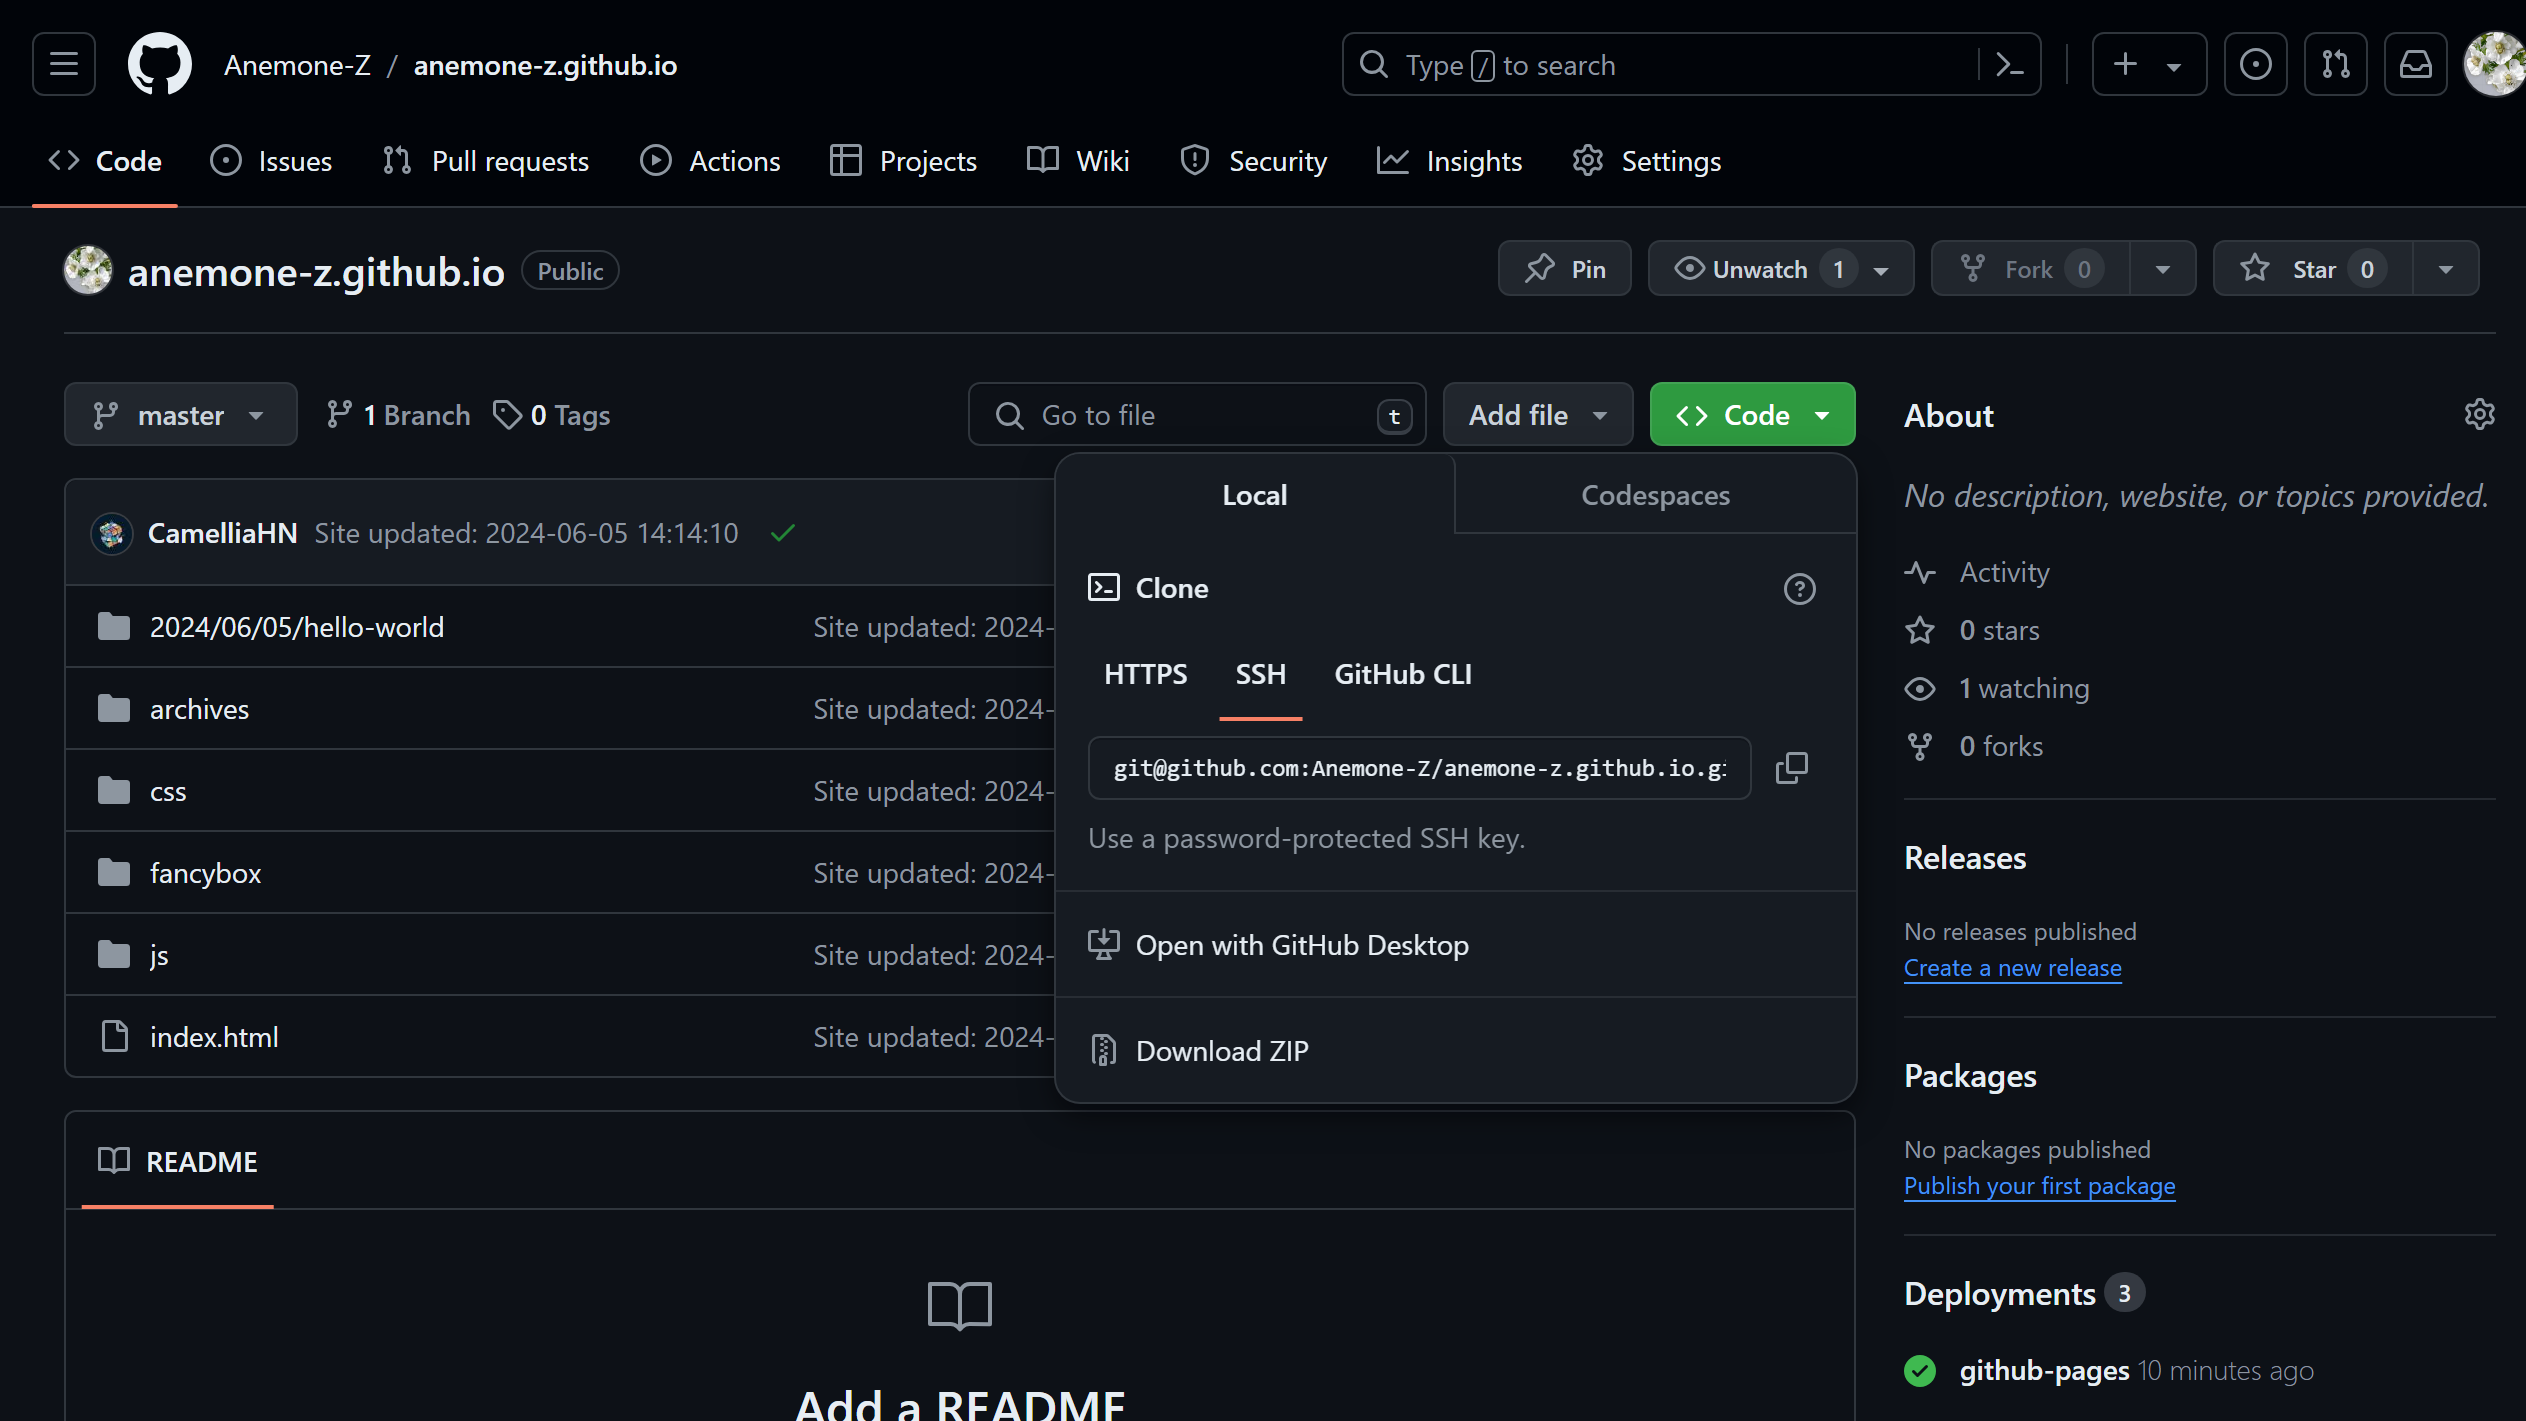 Anemone-Z / anemone-z.github.io
Type / to search
Code Issues Pull requests Actions Projects Wiki Security Insights Settings
anemone-z.github.io Public
Pin Unwatch 1 Fork 0 Star 0
master 1 Branch 0 Tags
Go to file t Add file Code
CamelliaHN Site updated: 2024-06-05 14:14:10
2024/06/05/hello-world Site updated: 2024-
archives Site updated: 2024-
css Site updated: 2024-
fancybox Site updated: 2024-
js Site updated: 2024-
index.html Site updated: 2024-
Local Codespaces
Clone
HTTPS SSH GitHub CLI
git@github.com:Anemone-Z/anemone-z.github.io.gi
Use a password-protected SSH key.
Open with GitHub Desktop
Download ZIP
README
Add a README
About
No description, website, or topics provided.
Activity
0 stars
1 watching
0 forks
Releases
No releases published
Create a new release
Packages
No packages published
Publish your first package
Deployments 3
github-pages 10 minutes ago